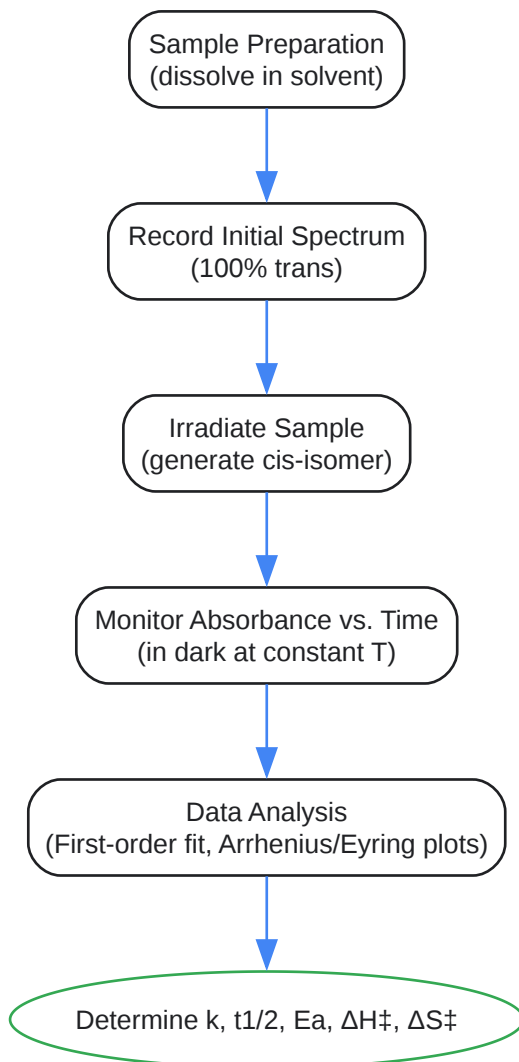 Sample Preparation
(dissolve in solvent)
Record Initial Spectrum
(100% trans)
Irradiate Sample
(generate cis-isomer)
Monitor Absorbance vs. Time
(in dark at constant T)
Data Analysis
(First-order fit, Arrhenius/Eyring plots)
Determine k, t1/2, Ea, ΔH‡, ΔS‡